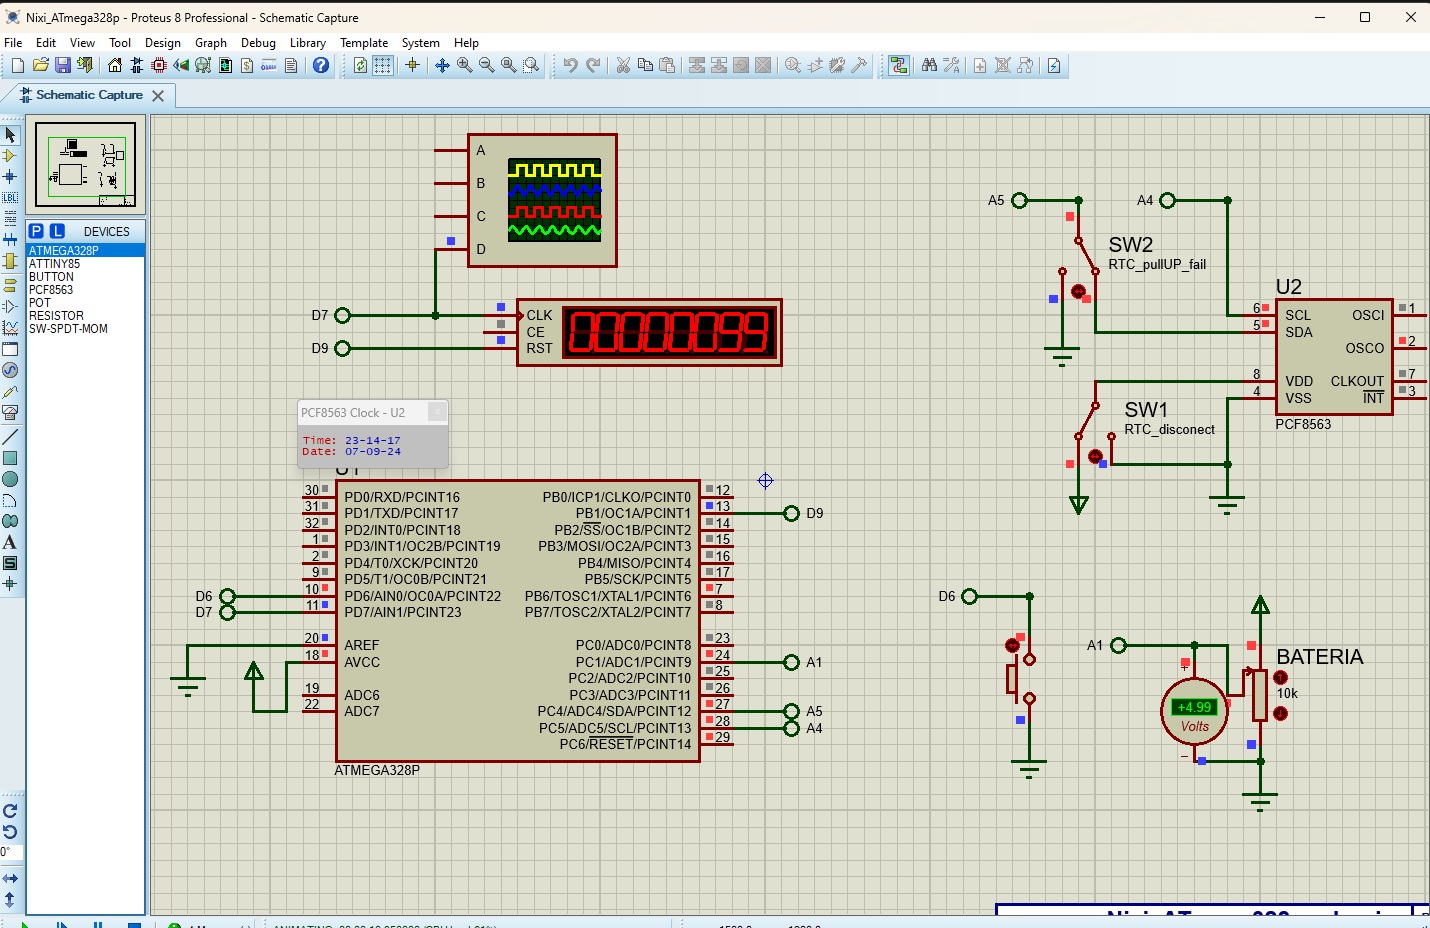 Nixi_ATmega328p - Proteus 8 Professional - Schematic Capture
File Edit View Tool Design Graph Debug Library Template System Help
Schematic Capture
P L DEVICES
ATMEGA328P
ATTINY85
BUTTON
PCF8563
POT
RESISTOR
SW-SPDT-MOM
LBL
A
S
0°
A
B
C
D
D7
D9
CLK
CE
RST
00000099
PCF8563 Clock - U2
Time: 23-14-17
Date: 07-09-24
U1
30 PD0/RXD/PCINT16
31 PD1/TXD/PCINT17
32 PD2/INT0/PCINT18
1 PD3/INT1/OC2B/PCINT19
2 PD4/T0/XCK/PCINT20
9 PD5/T1/OC0B/PCINT21
D6 10 PD6/AIN0/OC0A/PCINT22
D7 11 PD7/AIN1/PCINT23
20 AREF
18 AVCC
19 ADC6
22 ADC7
PB0/ICP1/CLKO/PCINT0 12
PB1/OC1A/PCINT1 13 D9
PB2/SS/OC1B/PCINT2 14
PB3/MOSI/OC2A/PCINT3 15
PB4/MISO/PCINT4 16
PB5/SCK/PCINT5 17
PB6/TOSC1/XTAL1/PCINT6 7
PB7/TOSC2/XTAL2/PCINT7 8
PC0/ADC0/PCINT8 23
PC1/ADC1/PCINT9 24 A1
PC2/ADC2/PCINT10 25
PC3/ADC3/PCINT11 26
PC4/ADC4/SDA/PCINT12 27 A5
PC5/ADC5/SCL/PCINT13 28 A4
PC6/RESET/PCINT14 29
ATMEGA328P
A5
A4
SW2
RTC_pullUP_fail
U2
6 SCL OSCI 1
5 SDA
OSCO 2
8 VDD CLKOUT 7
4 VSS INT 3
PCF8563
SW1
RTC_disconect
D6
A1
BATERIA
10k
+
+4.99
Volts
−